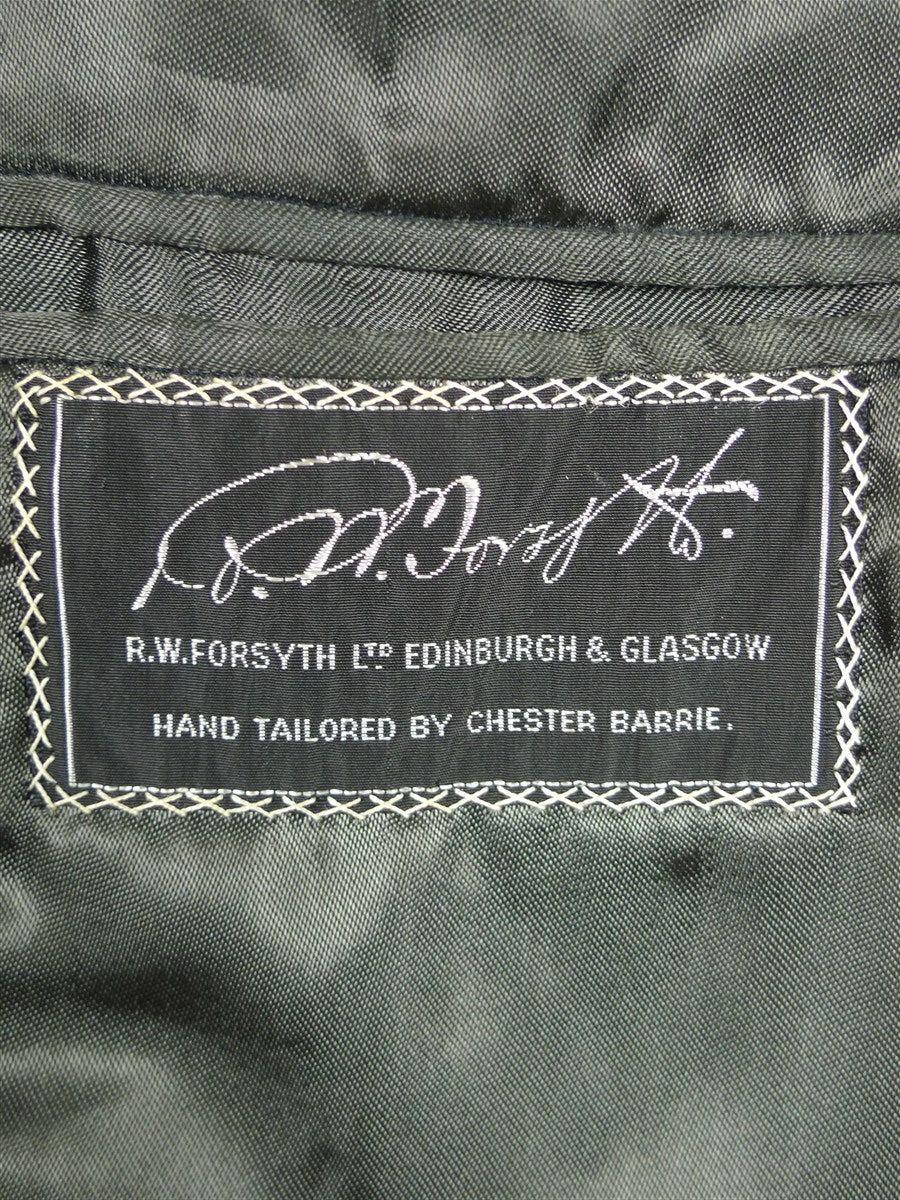 R.W. Forsyth.
R.W.FORSYTH LTD EDINBURGH & GLASGOW
HAND TAILORED BY CHESTER BARRIE.